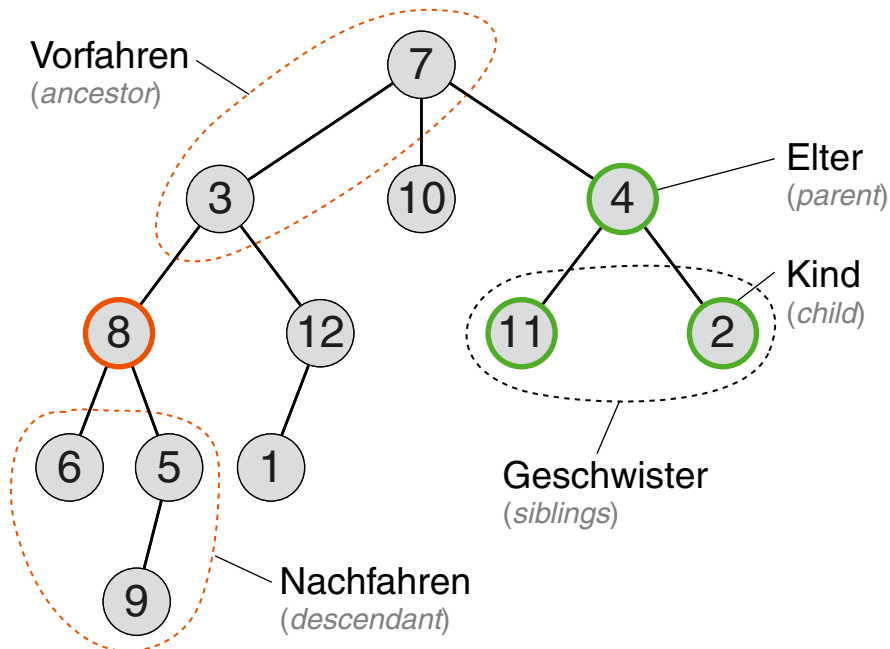 Vorfahren
(ancestor)
7
3
10
4
Elter
(parent)
Kind
(child)
8
12
11
2
6
5
1
Geschwister
(siblings)
9
Nachfahren
(descendant)